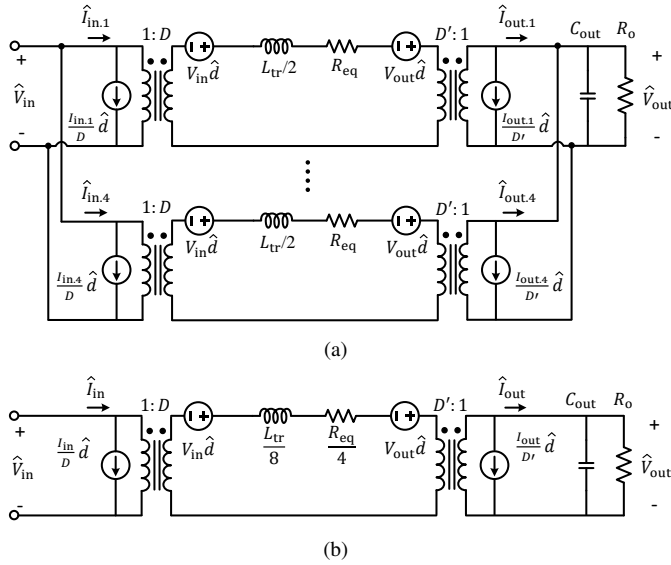 Î_in.1 1:D D′:1 Î_out.1 C_out R_o
+ +
V̂_in I_in.1/D d̂ V_in d̂ L_tr/2 R_eq V_out d̂ I_out.1/D′ d̂ V̂_out
- -
Î_in.4 1:D D′:1 Î_out.4
I_in.4/D d̂ V_in d̂ L_tr/2 R_eq V_out d̂ I_out.4/D′ d̂
(a)
Î_in 1:D D′:1 Î_out C_out R_o
+ +
V̂_in I_in/D d̂ V_in d̂ L_tr/8 R_eq/4 V_out d̂ I_out/D′ d̂ V̂_out
- -
(b)